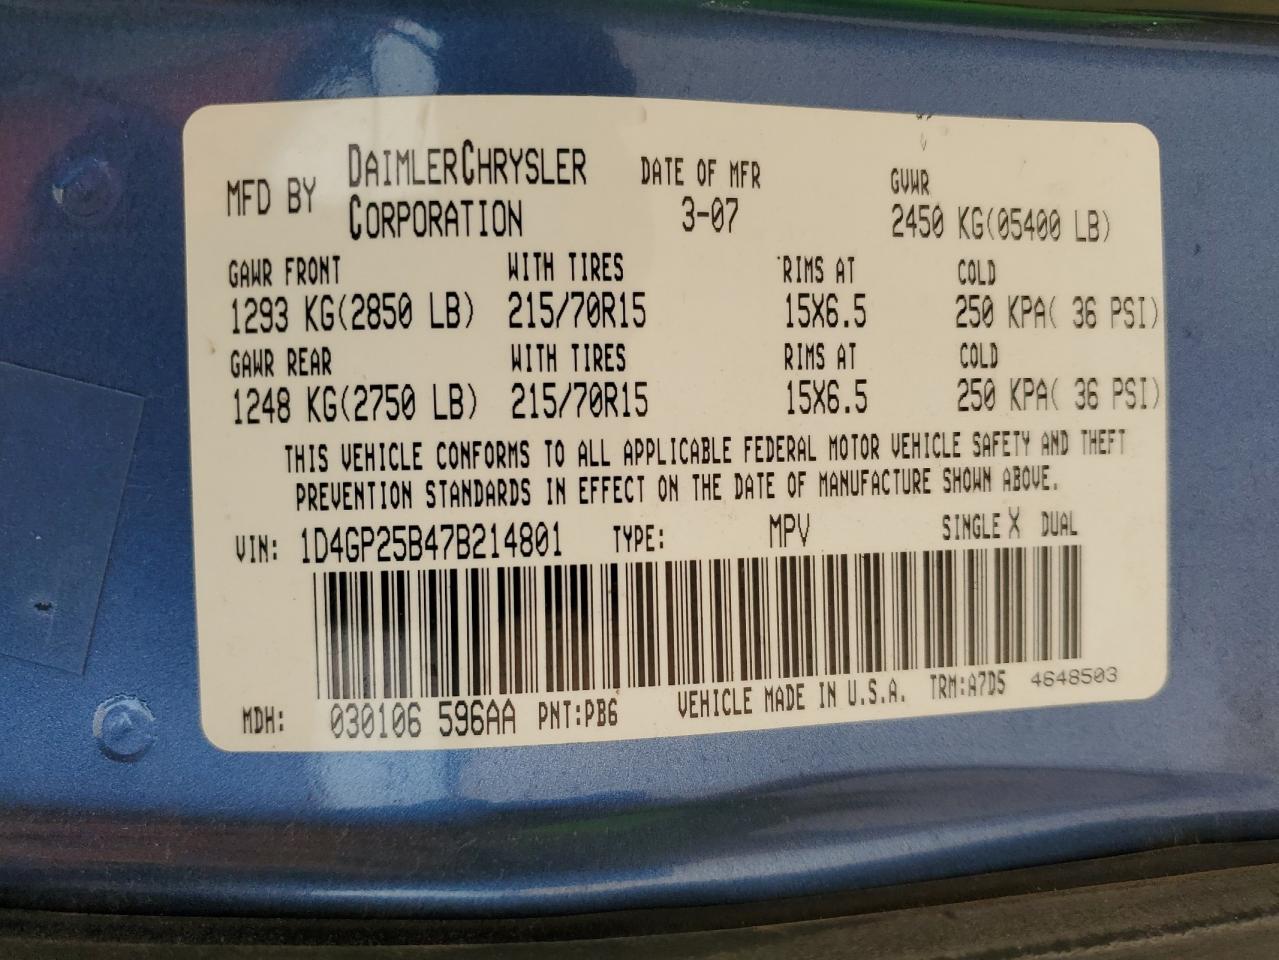 MFD BY DAIMLERCHRYSLER CORPORATION DATE OF MFR 3-07 GVWR 2450 KG(05400 LB)
GAWR FRONT WITH TIRES RIMS AT COLD
1293 KG(2850 LB) 215/70R15 15X6.5 250 KPA( 36 PSI)
GAWR REAR WITH TIRES RIMS AT COLD
1248 KG(2750 LB) 215/70R15 15X6.5 250 KPA( 36 PSI)
THIS VEHICLE CONFORMS TO ALL APPLICABLE FEDERAL MOTOR VEHICLE SAFETY AND THEFT
PREVENTION STANDARDS IN EFFECT ON THE DATE OF MANUFACTURE SHOWN ABOVE.
VIN: 1D4GP25B47B214801 TYPE: MPV SINGLE X DUAL
MDH: 030106 596AA PNT:PB6 VEHICLE MADE IN U.S.A. TRM:A7D5 4648503